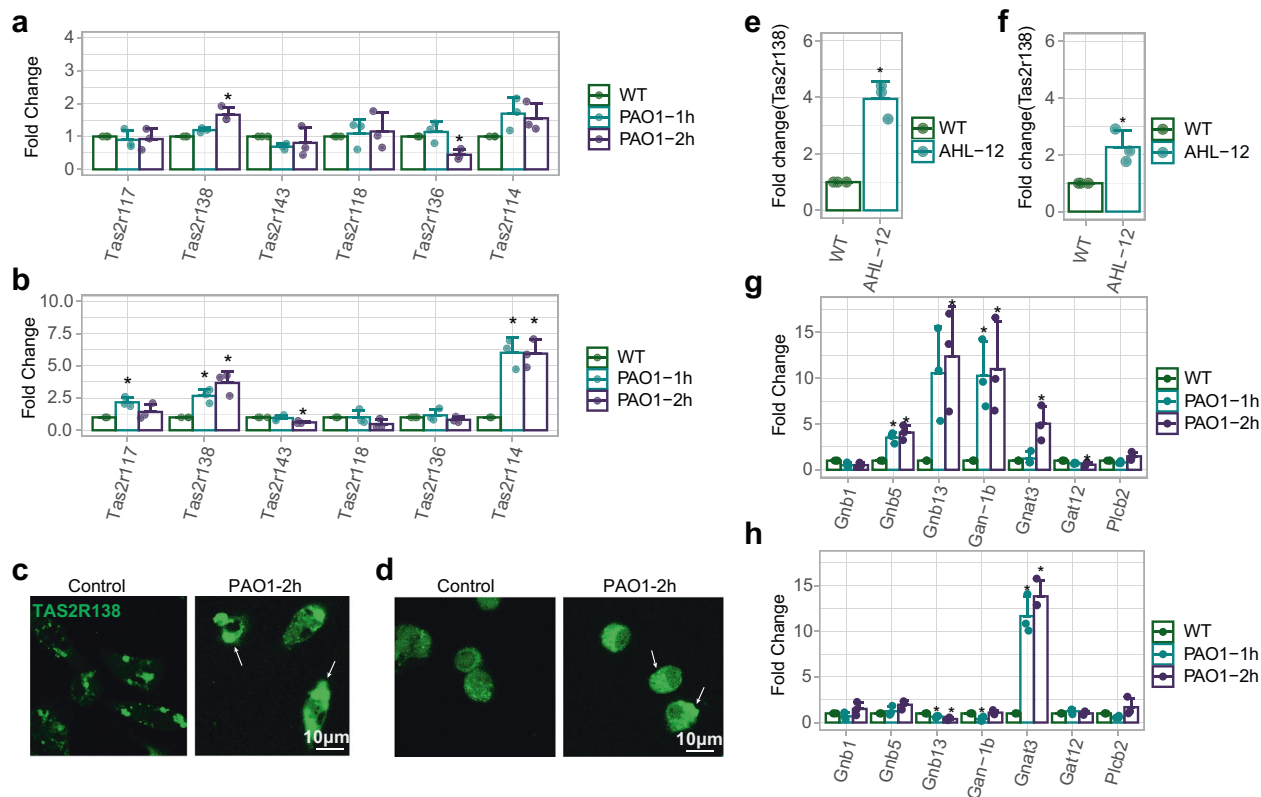 a
Fold Change
4
3
2
1
0
*
*
Tas2r117
Tas2r138
Tas2r143
Tas2r118
Tas2r136
Tas2r114
WT
PAO1−1h
PAO1−2h
b
Fold Change
10.0
7.5
5.0
2.5
0.0
*
*
*
*
*
*
Tas2r117
Tas2r138
Tas2r143
Tas2r118
Tas2r136
Tas2r114
WT
PAO1−1h
PAO1−2h
c
Control
PAO1-2h
TAS2R138
10μm
d
Control
PAO1-2h
10μm
e
Fold change(Tas2r138)
6
4
2
0
*
WT
AHL−12
WT
AHL−12
f
Fold change(Tas2r138)
6
4
2
0
*
WT
AHL−12
WT
AHL−12
g
Fold Change
15
10
5
0
*
*
*
*
*
*
*
Gnb1
Gnb5
Gnb13
Gan−1b
Gnat3
Gat12
Plcb2
WT
PAO1−1h
PAO1−2h
h
Fold Change
15
10
5
0
*
*
*
*
*
Gnb1
Gnb5
Gnb13
Gan−1b
Gnat3
Gat12
Plcb2
WT
PAO1−1h
PAO1−2h